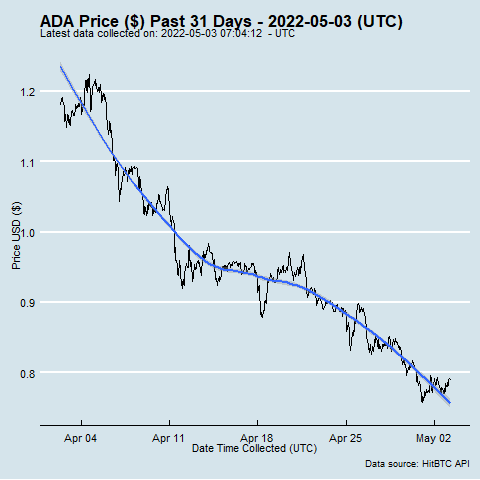 ADA Price ($) Past 31 Days - 2022-05-03 (UTC)
Latest data collected on: 2022-05-03 07:04:12 - UTC
Price USD ($)
1.2
1.1
1.0
0.9
0.8
Apr 04 Apr 11 Apr 18 Apr 25 May 02
Date Time Collected (UTC)
Data source: HitBTC API